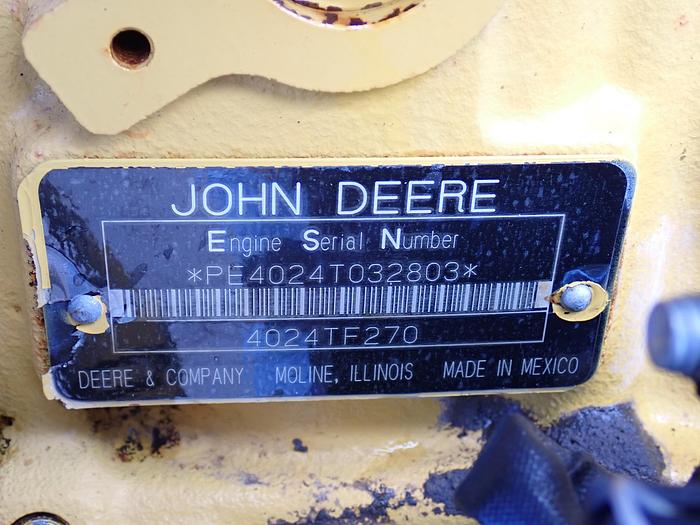 JOHN DEERE
Engine Serial Number
*PE4024T032803*
4024TF270
DEERE & COMPANY MOLINE, ILLINOIS MADE IN MEXICO